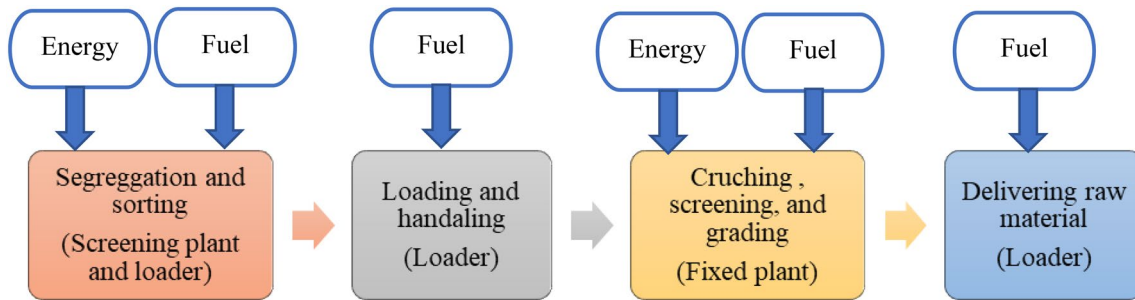 Energy
Fuel
Fuel
Energy
Fuel
Fuel
Segreggation and
sorting
(Screening plant
and loader)
Loading and
handaling
(Loader)
Cruching ,
screening, and
grading
(Fixed plant)
Delivering raw
material
(Loader)